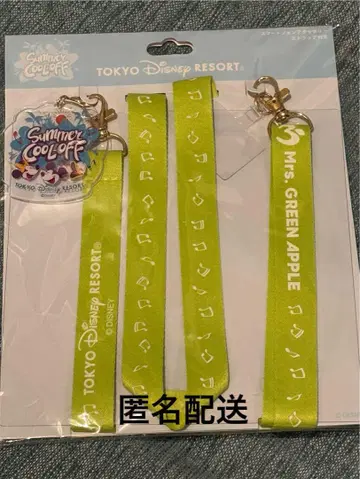 SUMMER
COOL-OFF
TOKYO Disney RESORT®
SUMMER
COOL-OFF
TOKYO DISNEY RESORT
TOKYO Disney RESORT®
© DISNEY
Mrs. GREEN APPLE
匿名配送